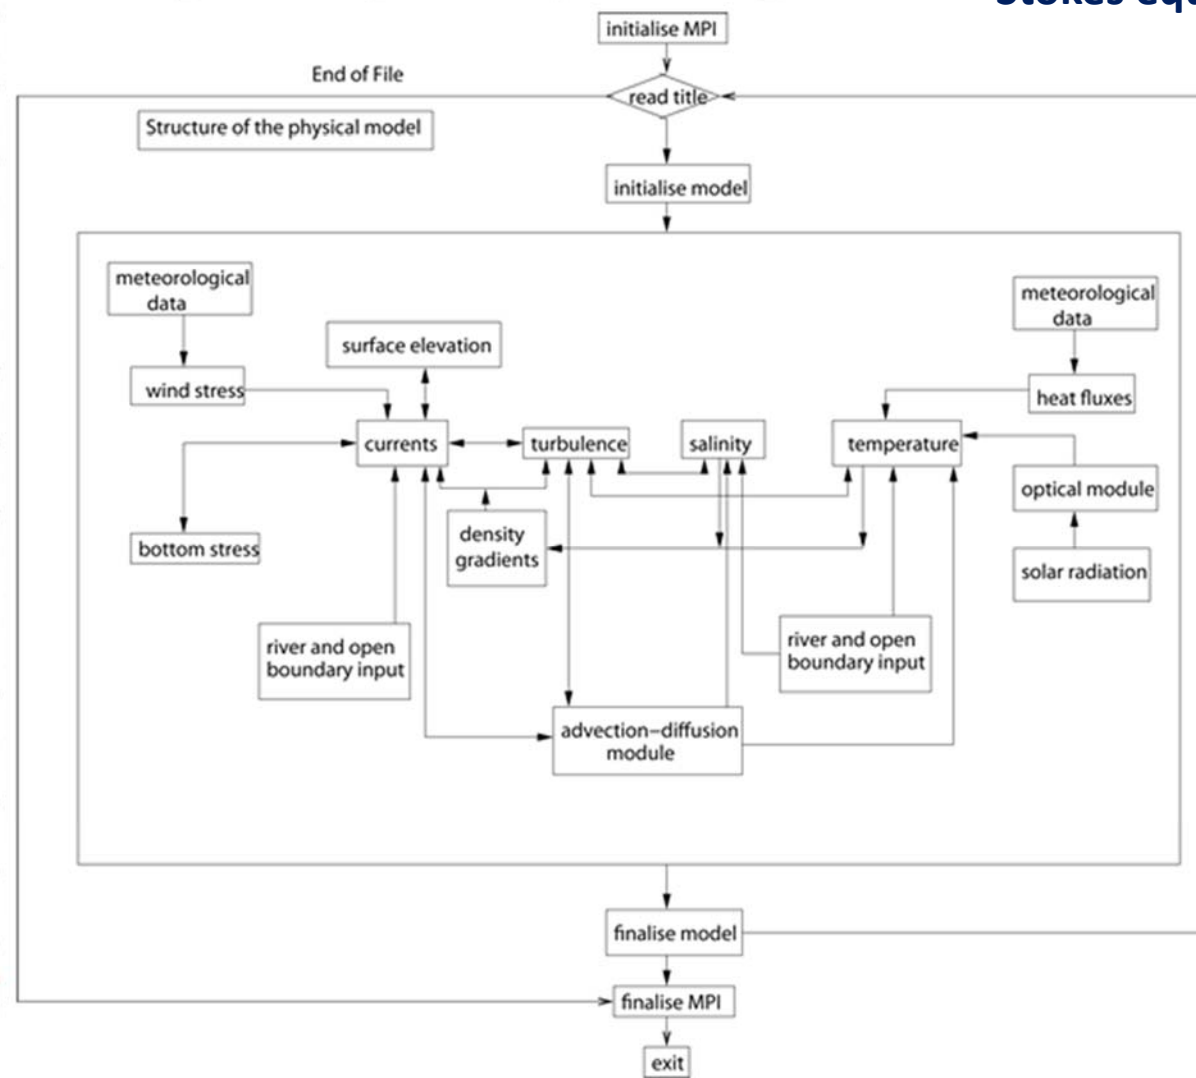 Stokes equ
initialise MPI
End of File
read title
Structure of the physical model
initialise model
meteorological
data
meteorological
data
surface elevation
wind stress
heat fluxes
currents
turbulence
salinity
temperature
optical module
density
gradients
bottom stress
solar radiation
river and open
boundary input
river and open
boundary input
advection–diffusion
module
finalise model
finalise MPI
exit